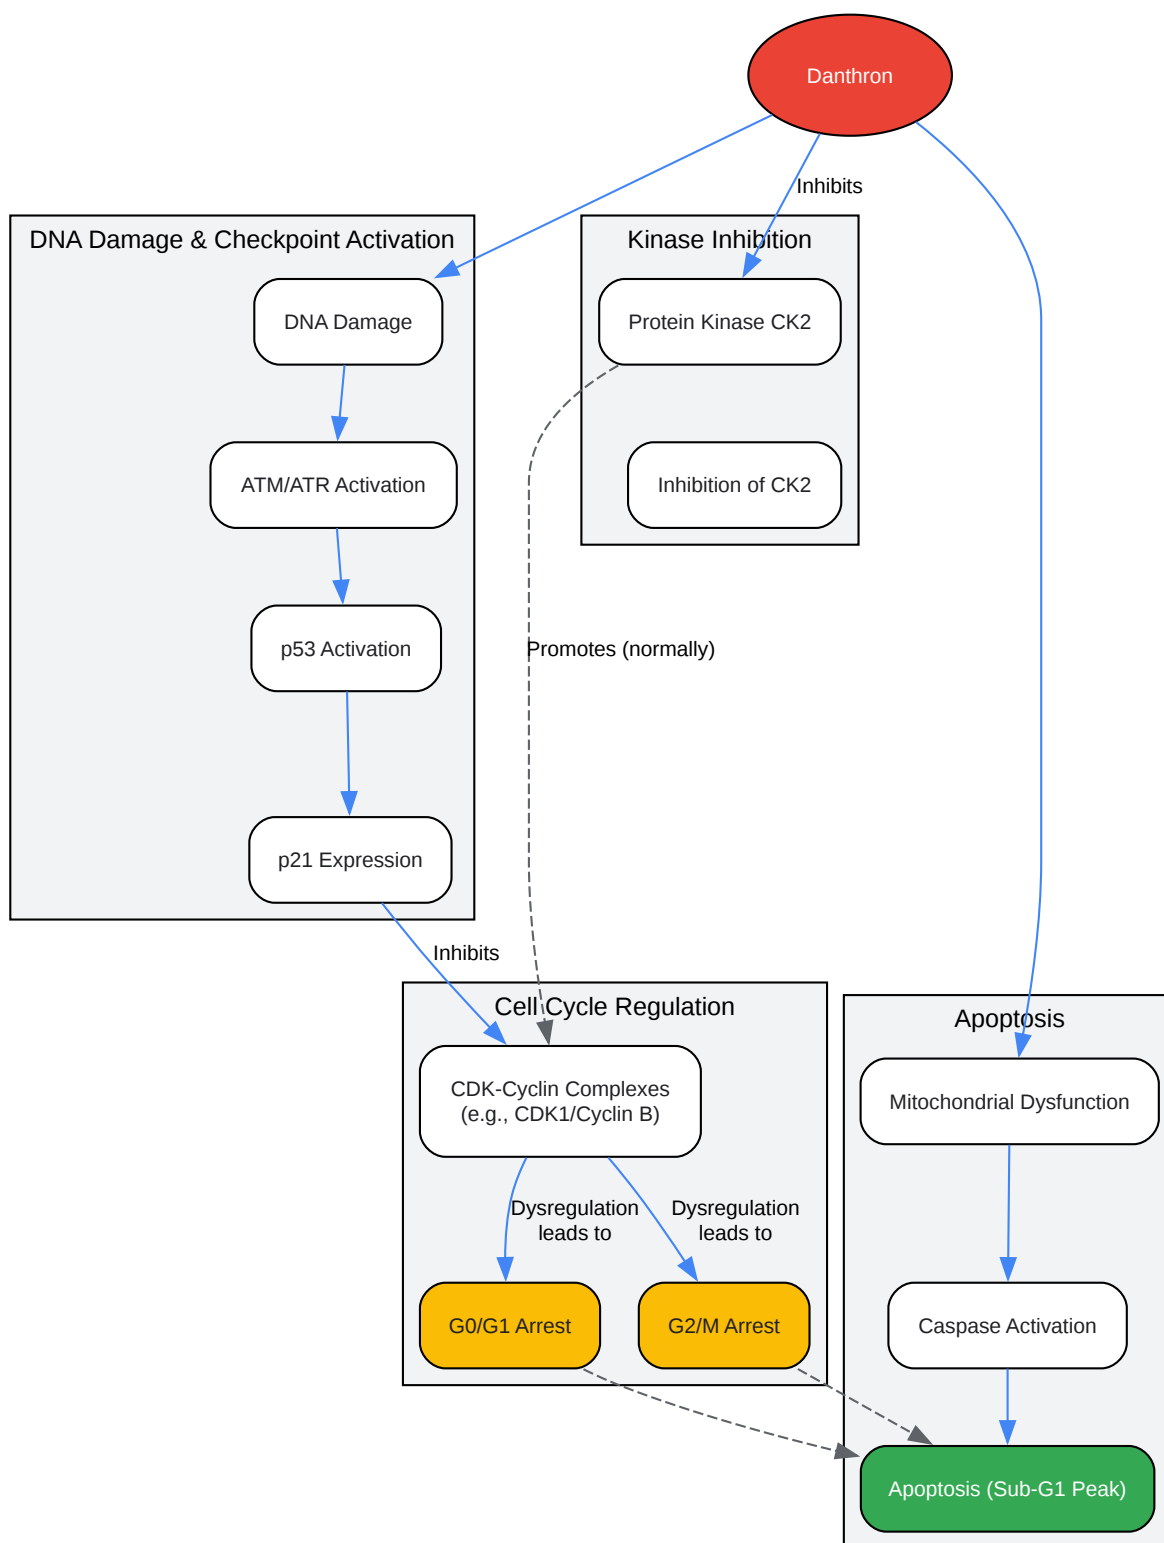 Danthron
Inhibits
DNA Damage & Checkpoint Activation
Kinase Inhibition
DNA Damage
Protein Kinase CK2
ATM/ATR Activation
Inhibition of CK2
p53 Activation
Promotes (normally)
p21 Expression
Inhibits
Cell Cycle Regulation
Apoptosis
CDK-Cyclin Complexes
(e.g., CDK1/Cyclin B)
Mitochondrial Dysfunction
Dysregulation
leads to
Dysregulation
leads to
G0/G1 Arrest
G2/M Arrest
Caspase Activation
Apoptosis (Sub-G1 Peak)